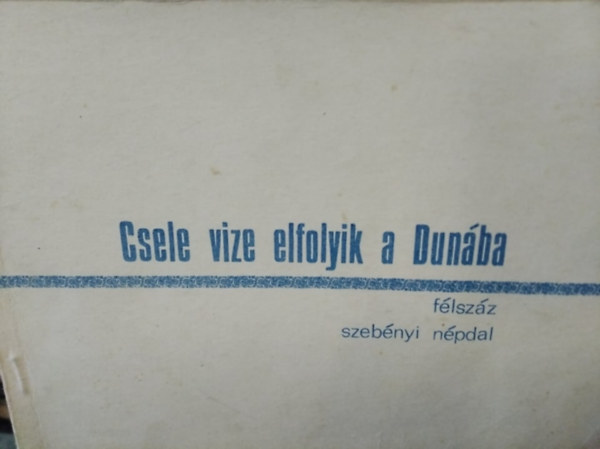 Csele vize elfolyik a Dunába
félszáz
szebényi népdal